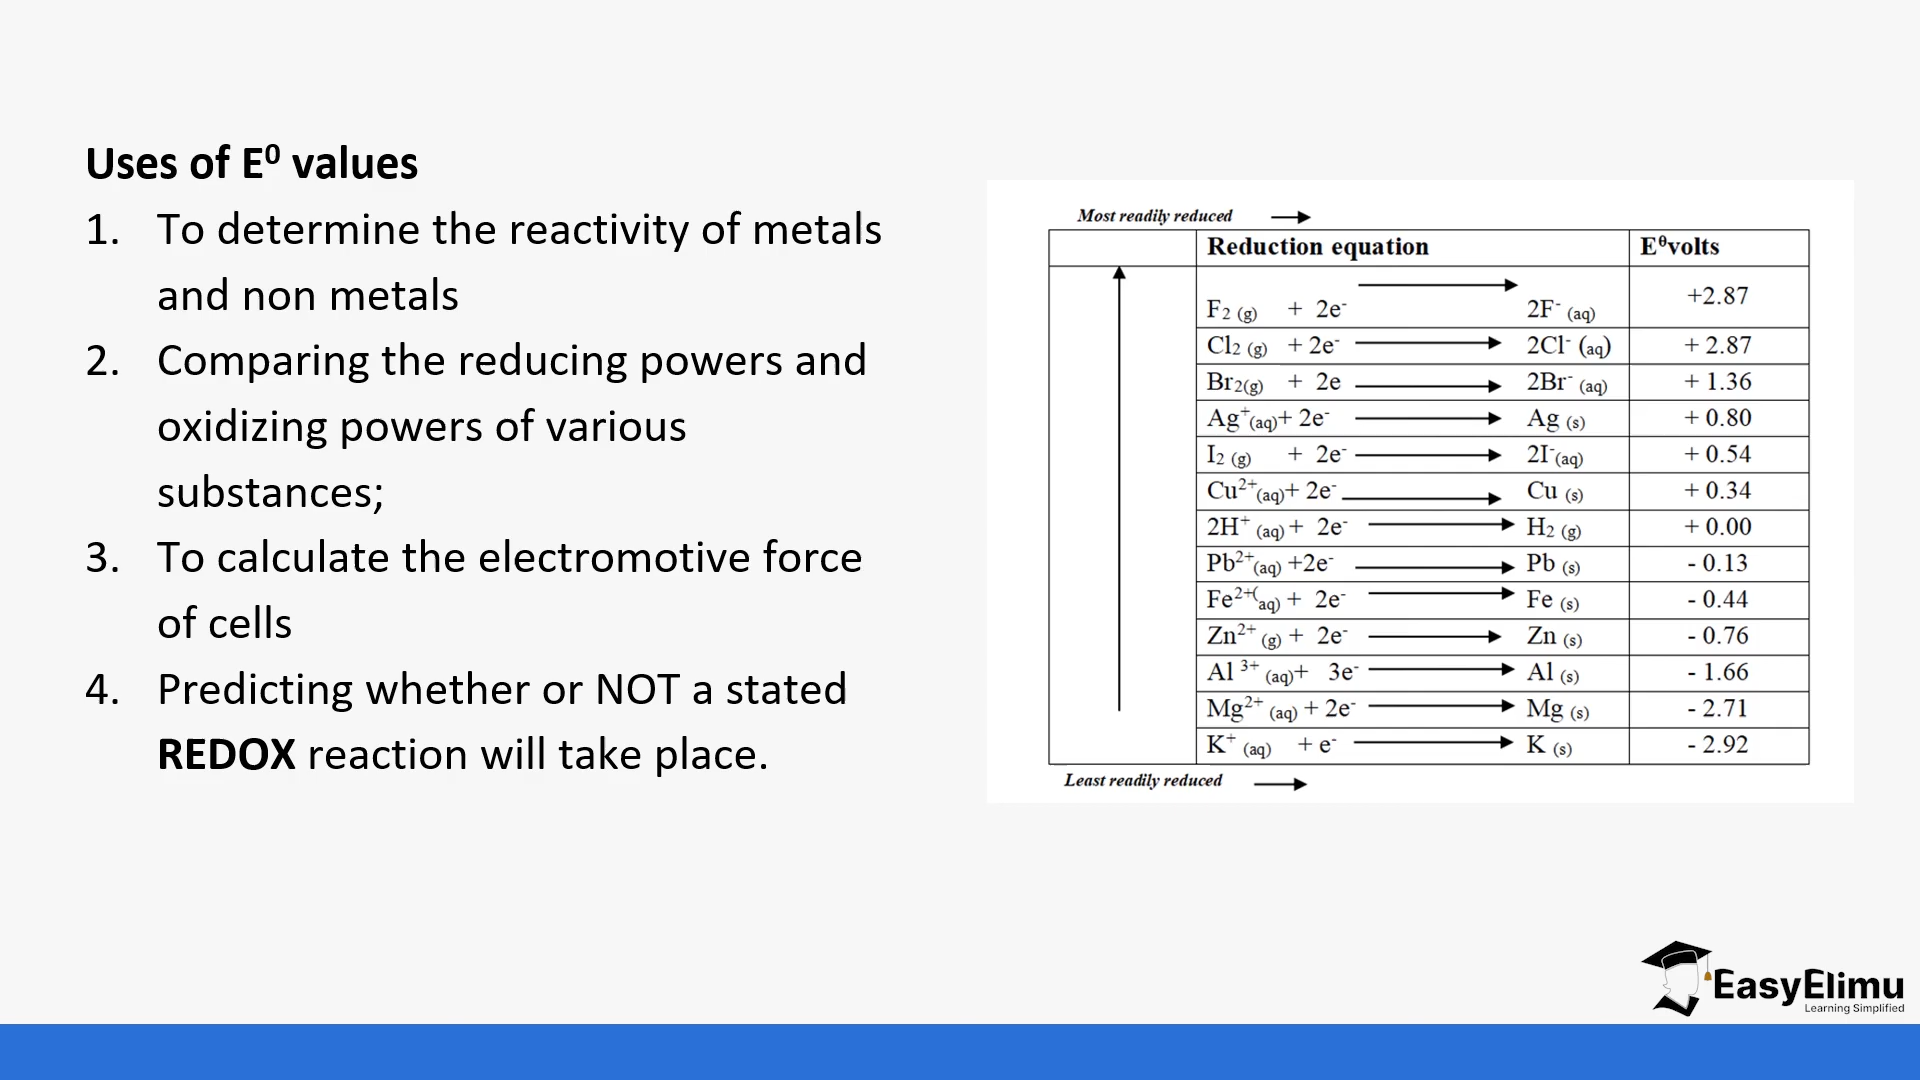 Uses of E⁰ values
1. To determine the reactivity of metals
and non metals
2. Comparing the reducing powers and
oxidizing powers of various
substances;
3. To calculate the electromotive force
of cells
4. Predicting whether or NOT a stated
REDOX reaction will take place.
Most readily reduced →
Reduction equation E⁰volts
F₂ (g) + 2e⁻ → 2F⁻ (aq) +2.87
Cl₂ (g) + 2e⁻ → 2Cl⁻ (aq) + 2.87
Br₂(g) + 2e → 2Br⁻ (aq) + 1.36
Ag⁺(aq)+ 2e⁻ → Ag (s) + 0.80
I₂ (g) + 2e⁻ → 2I⁻(aq) + 0.54
Cu²⁺(aq)+ 2e⁻ → Cu (s) + 0.34
2H⁺ (aq) + 2e⁻ → H₂ (g) + 0.00
Pb²⁺(aq) +2e⁻ → Pb (s) - 0.13
Fe²⁺(aq) + 2e⁻ → Fe (s) - 0.44
Zn²⁺ (g) + 2e⁻ → Zn (s) - 0.76
Al ³⁺ (aq)+ 3e⁻ → Al (s) - 1.66
Mg²⁺ (aq) + 2e⁻ → Mg (s) - 2.71
K⁺ (aq) + e⁻ → K (s) - 2.92
Least readily reduced →
EasyElimu
Learning Simplified